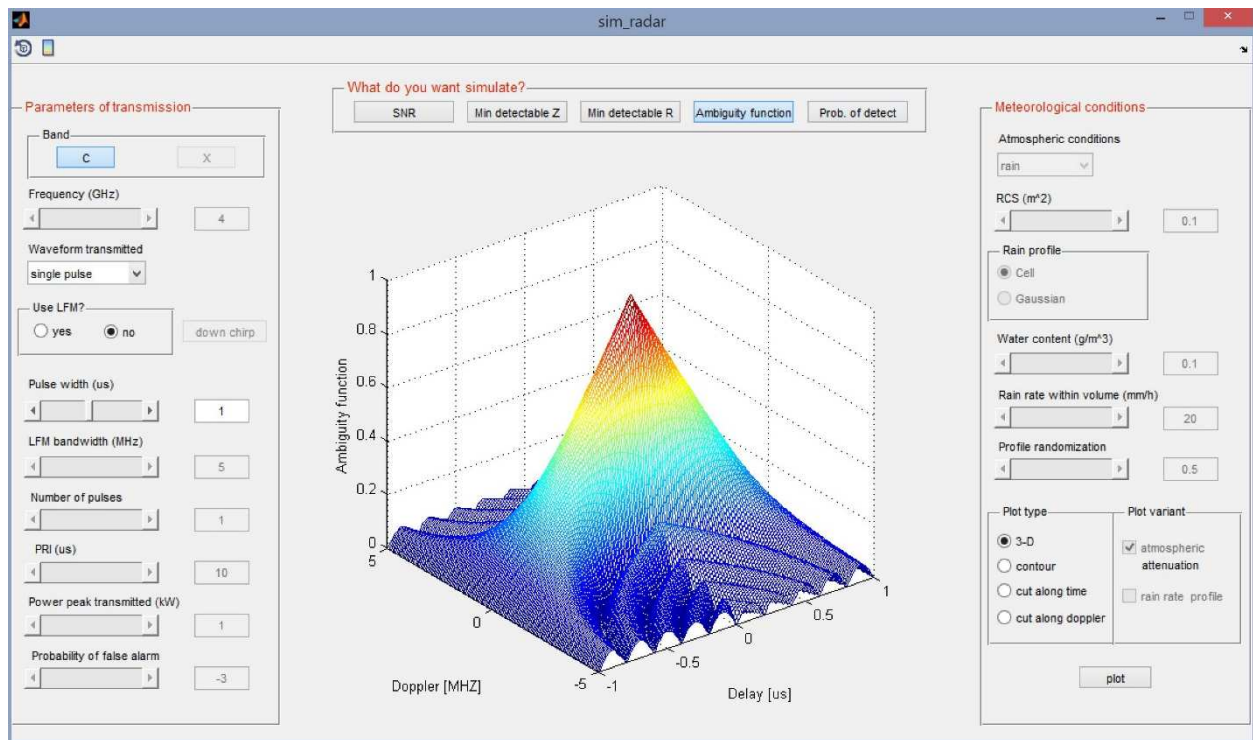 sim_radar
What do you want simulate?
SNR
Min detectable Z
Min detectable R
Ambiguity function
Prob. of detect
Parameters of transmission
Band
C
X
Frequency (GHz)
4
Waveform transmitted
single pulse
Use LFM?
yes
no
down chirp
Pulse width (us)
1
LFM bandwidth (MHz)
5
Number of pulses
1
PRI (us)
10
Power peak transmitted (kW)
1
Probability of false alarm
-3
Ambiguity function
1
0.8
0.6
0.4
0.2
0
5
0
-5
Doppler [MHZ]
-1
-0.5
0
0.5
1
Delay [us]
Meteorological conditions
Atmospheric conditions
rain
RCS (m^2)
0.1
Rain profile
Cell
Gaussian
Water content (g/m^3)
0.1
Rain rate within volume (mm/h)
20
Profile randomization
0.5
Plot type
3-D
contour
cut along time
cut along doppler
Plot variant
atmospheric
attenuation
rain rate profile
plot